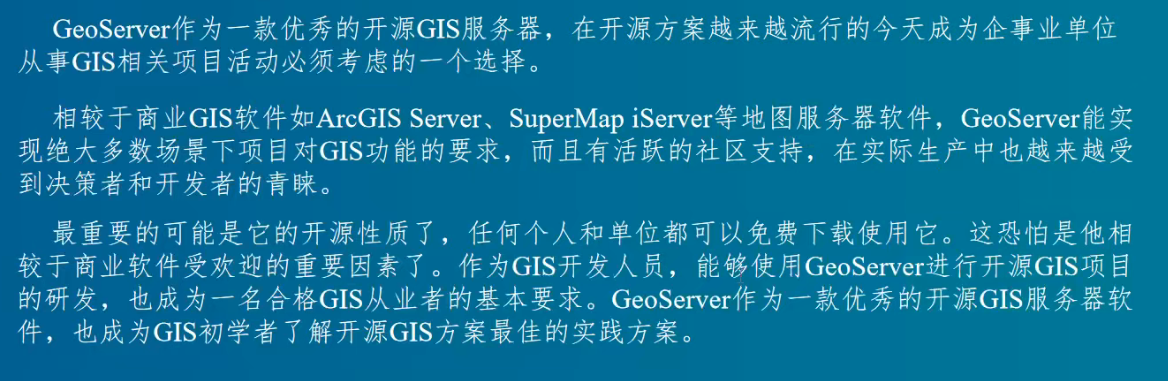 GeoServer作为一款优秀的开源GIS服务器，在开源方案越来越流行的今天成为企事业单位
从事GIS相关项目活动必须考虑的一个选择。
相较于商业GIS软件如ArcGIS Server、SuperMap iServer等地图服务器软件，GeoServer能实
现绝大多数场景下项目对GIS功能的要求，而且有活跃的社区支持，在实际生产中也越来越受
到决策者和开发者的青睐。
最重要的可能是它的开源性质了，任何个人和单位都可以免费下载使用它。这恐怕是他相
较于商业软件受欢迎的重要因素了。作为GIS开发人员，能够使用GeoServer进行开源GIS项目
的研发，也成为一名合格GIS从业者的基本要求。GeoServer作为一款优秀的开源GIS服务器软
件，也成为GIS初学者了解开源GIS方案最佳的实践方案。